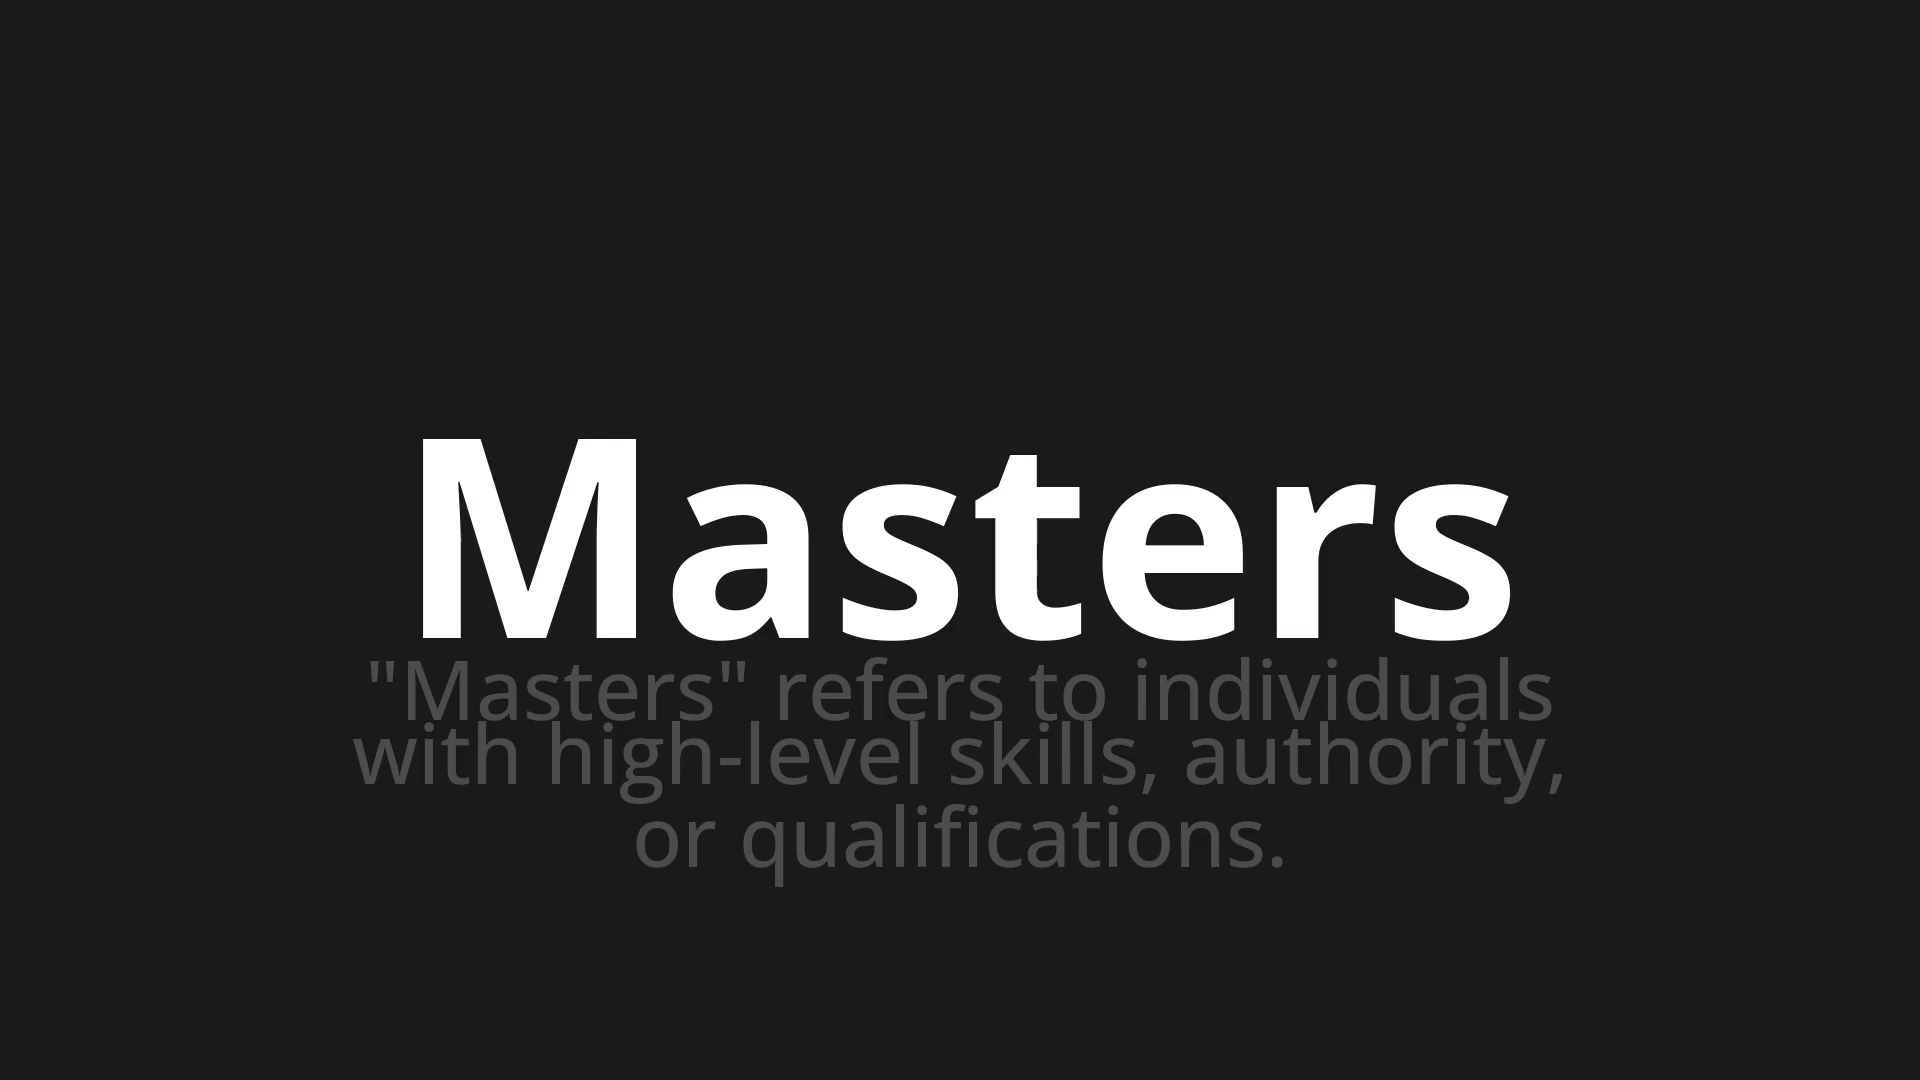 Masters
"Masters" refers to individuals
with high-level skills, authority,
or qualifications.